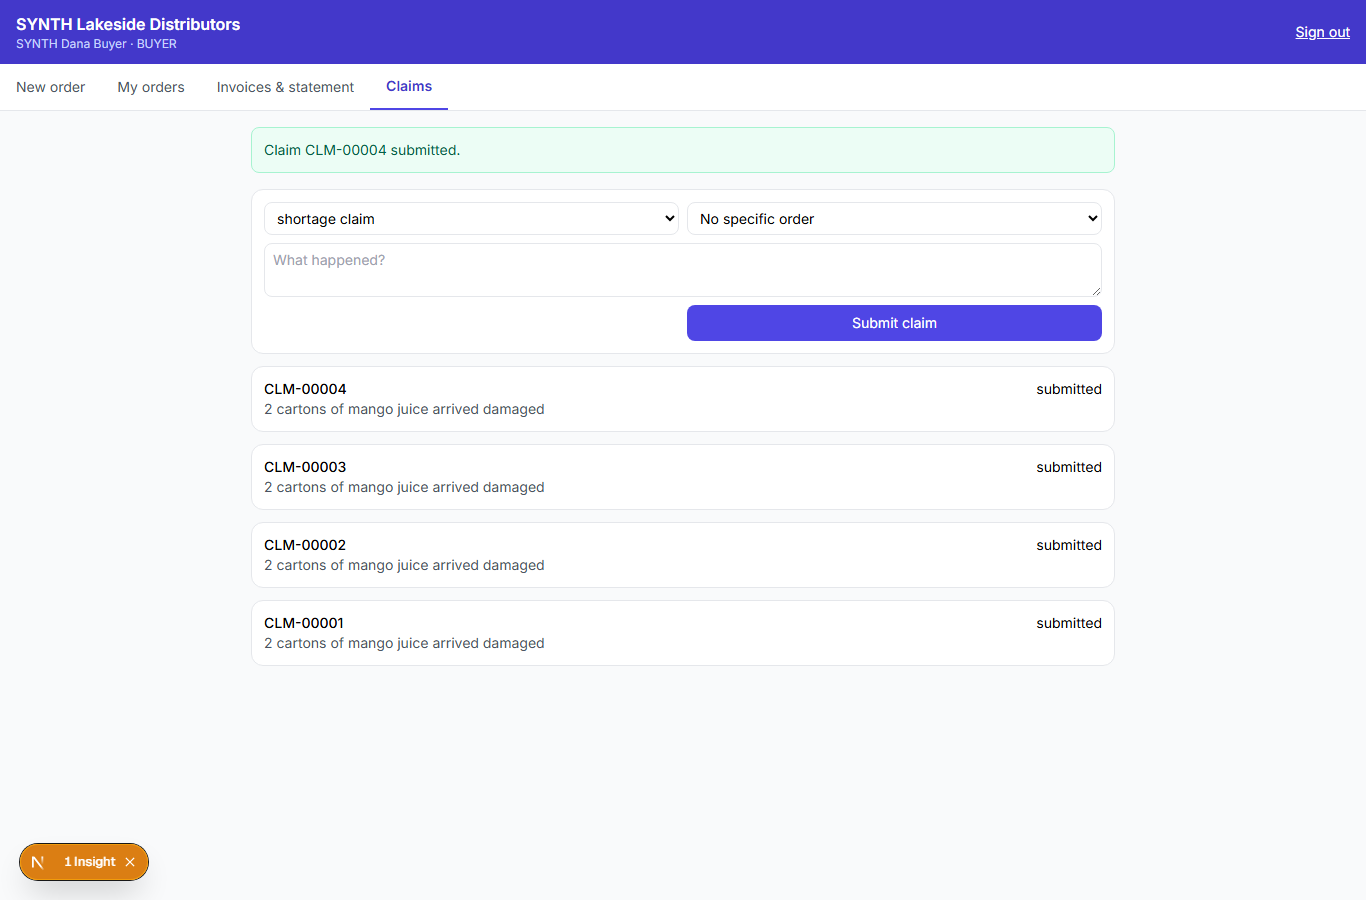 SYNTH Lakeside Distributors
SYNTH Dana Buyer · BUYER
Sign out
New order
My orders
Invoices & statement
Claims
Claim CLM-00004 submitted.
shortage claim
No specific order
What happened?
Submit claim
CLM-00004
submitted
2 cartons of mango juice arrived damaged
CLM-00003
submitted
2 cartons of mango juice arrived damaged
CLM-00002
submitted
2 cartons of mango juice arrived damaged
CLM-00001
submitted
2 cartons of mango juice arrived damaged
N 1 Insight